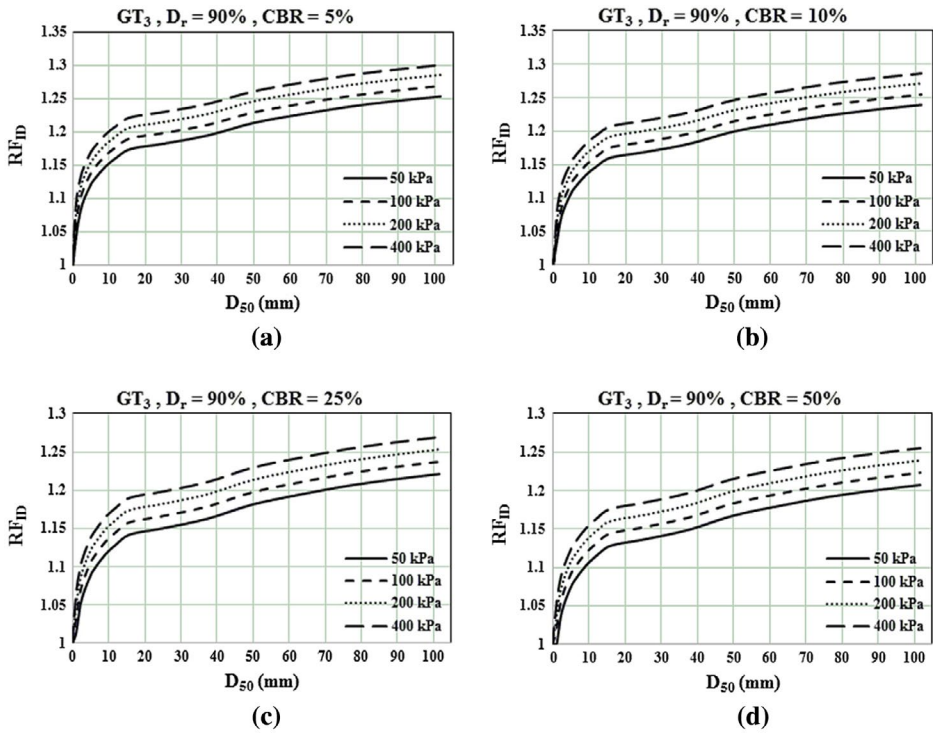 GT₃ , Dᵣ = 90% , CBR = 5%
1.35
1.3
1.25
1.2
1.15
1.1
1.05
1
RF_ID
50 kPa
100 kPa
200 kPa
400 kPa
0 10 20 30 40 50 60 70 80 90 100
D₅₀ (mm)
(a)
GT₃ , Dᵣ = 90% , CBR = 10%
1.35
1.3
1.25
1.2
1.15
1.1
1.05
1
RF_ID
50 kPa
100 kPa
200 kPa
400 kPa
0 10 20 30 40 50 60 70 80 90 100
D₅₀ (mm)
(b)
GT₃ , Dᵣ = 90% , CBR = 25%
1.3
1.25
1.2
1.15
1.1
1.05
1
RF_ID
50 kPa
100 kPa
200 kPa
400 kPa
0 10 20 30 40 50 60 70 80 90 100
D₅₀ (mm)
(c)
GT₃ , Dᵣ = 90% , CBR = 50%
1.3
1.25
1.2
1.15
1.1
1.05
1
RF_ID
50 kPa
100 kPa
200 kPa
400 kPa
0 10 20 30 40 50 60 70 80 90 100
D₅₀ (mm)
(d)